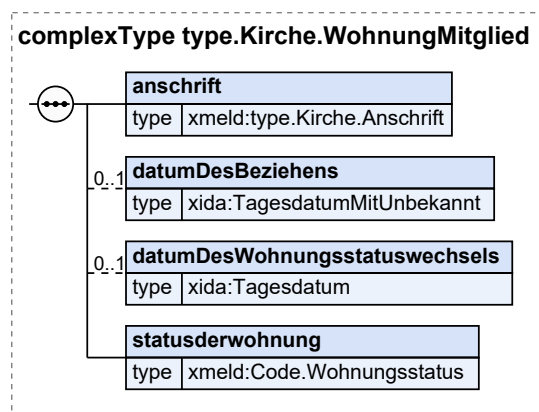 complexType type.Kirche.WohnungMitglied
anschrift
type xmeld:type.Kirche.Anschrift
0..1 datumDesBeziehens
type xida:TagesdatumMitUnbekannt
0..1 datumDesWohnungsstatuswechsels
type xida:Tagesdatum
statusderwohnung
type xmeld:Code.Wohnungsstatus